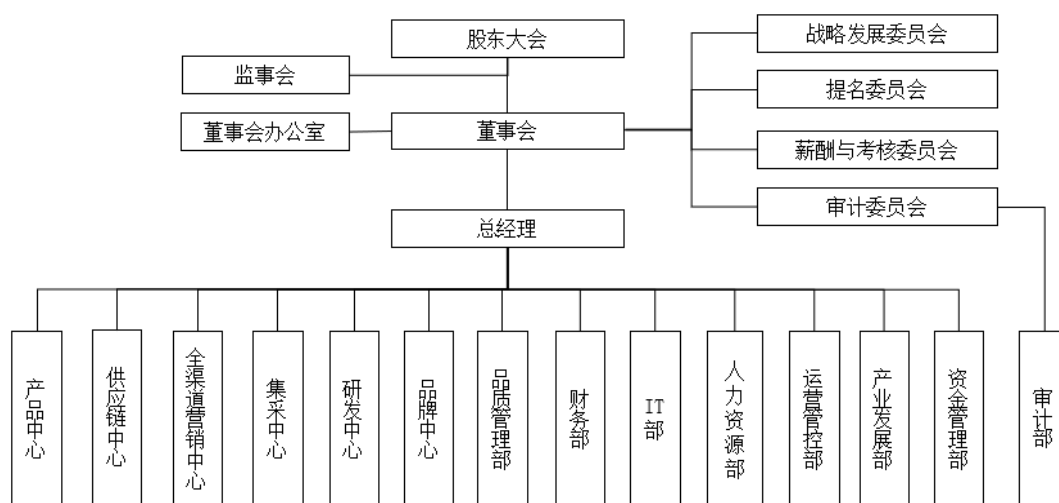 股东大会
战略发展委员会
监事会
提名委员会
董事会办公室
董事会
薪酬与考核委员会
审计委员会
总经理
产品中心
供应链中心
全渠道营销中心
集采中心
研发中心
品牌中心
品质管理部
财务部
IT部
人力资源部
运营管控部
产业发展部
资金管理部
审计部